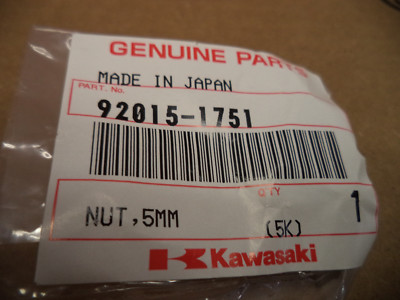 GENUINE PARTS
MADE IN JAPAN
PART. No.
92015-1751
Q'TY
NUT,5MM
(5K)
1
Kawasaki